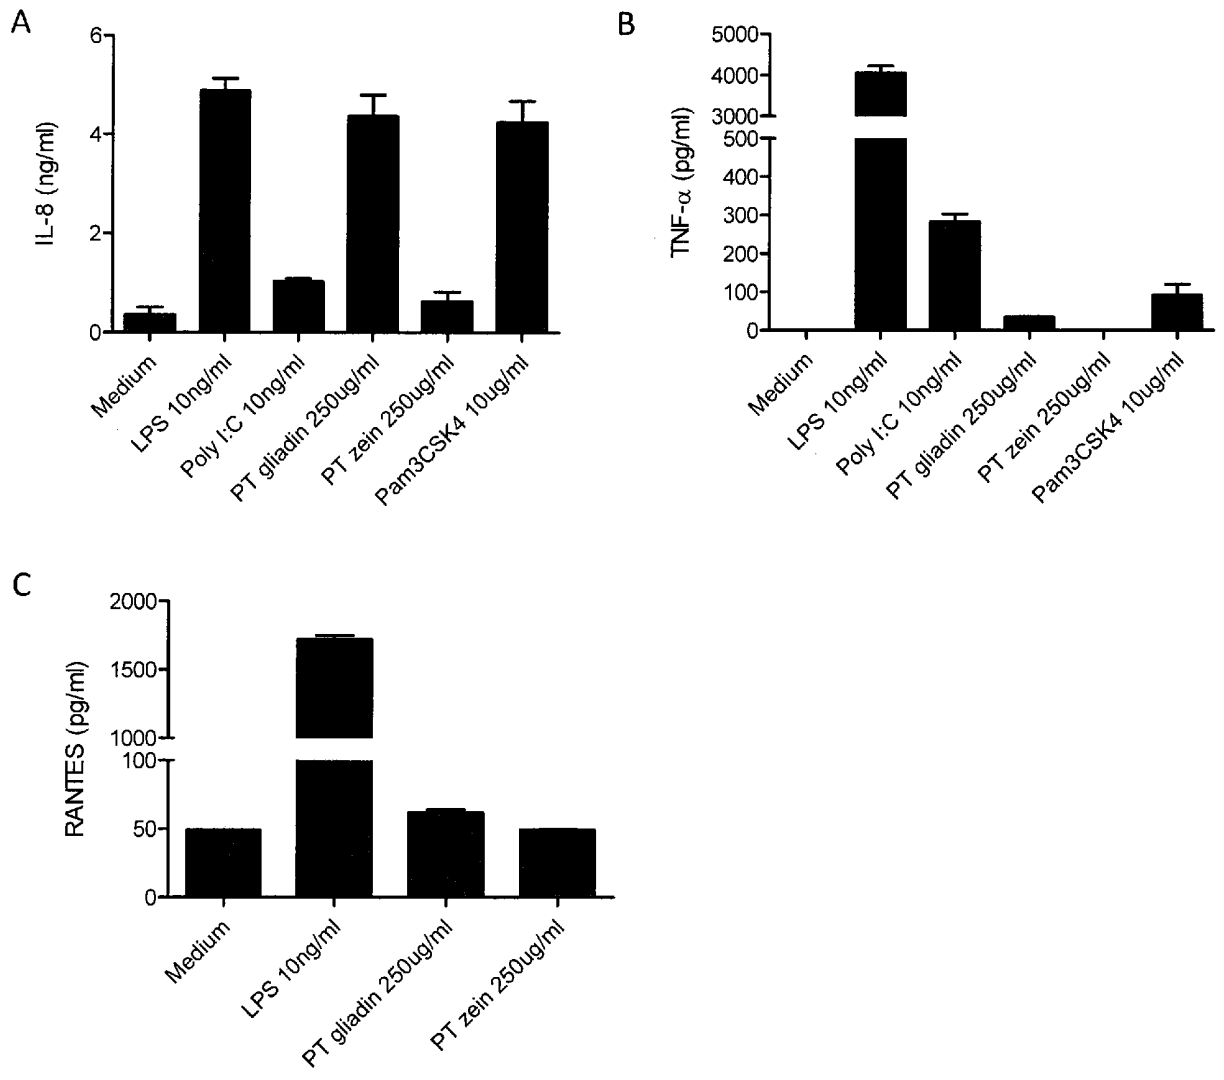 A
IL-8 (ng/ml)
6
4
2
0
Medium
LPS 10ng/ml
Poly I:C 10ng/ml
PT gliadin 250ug/ml
PT zein 250ug/ml
Pam3CSK4 10ug/ml
B
TNF-α (pg/ml)
5000
4000
3000
500
400
300
200
100
0
Medium
LPS 10ng/ml
Poly I:C 10ng/ml
PT gliadin 250ug/ml
PT zein 250ug/ml
Pam3CSK4 10ug/ml
C
RANTES (pg/ml)
2000
1500
1000
100
50
0
Medium
LPS 10ng/ml
PT gliadin 250ug/ml
PT zein 250ug/ml